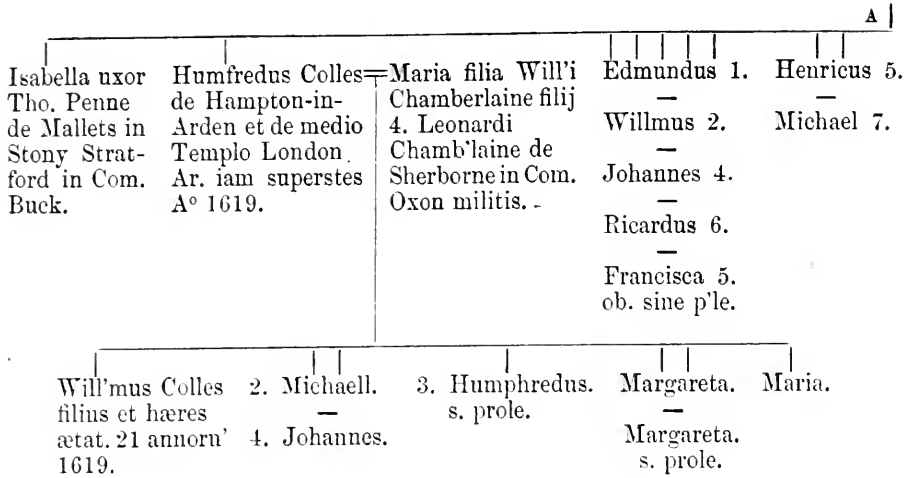 A
Isabella uxor
Tho. Penne
de Mallets in
Stony Strat-
ford in Com.
Buck.
Humfredus Colles
de Hampton-in-
Arden et de medio
Templo London.
Ar. iam superstes
Aº 1619.
Maria filia Will'i
Chamberlaine filij
4. Leonardi
Chamb'laine de
Sherborne in Com.
Oxon militis.
Edmundus 1.
Willmus 2.
Johannes 4.
Ricardus 6.
Francisca 5.
ob. sine p'le.
Henricus 5.
Michael 7.
Will'mus Colles
filius et hæres
ætat. 21 annoru'
1619.
2. Michaell.
4. Johannes.
3. Humphredus.
s. prole.
Margareta.
Margareta.
s. prole.
Maria.